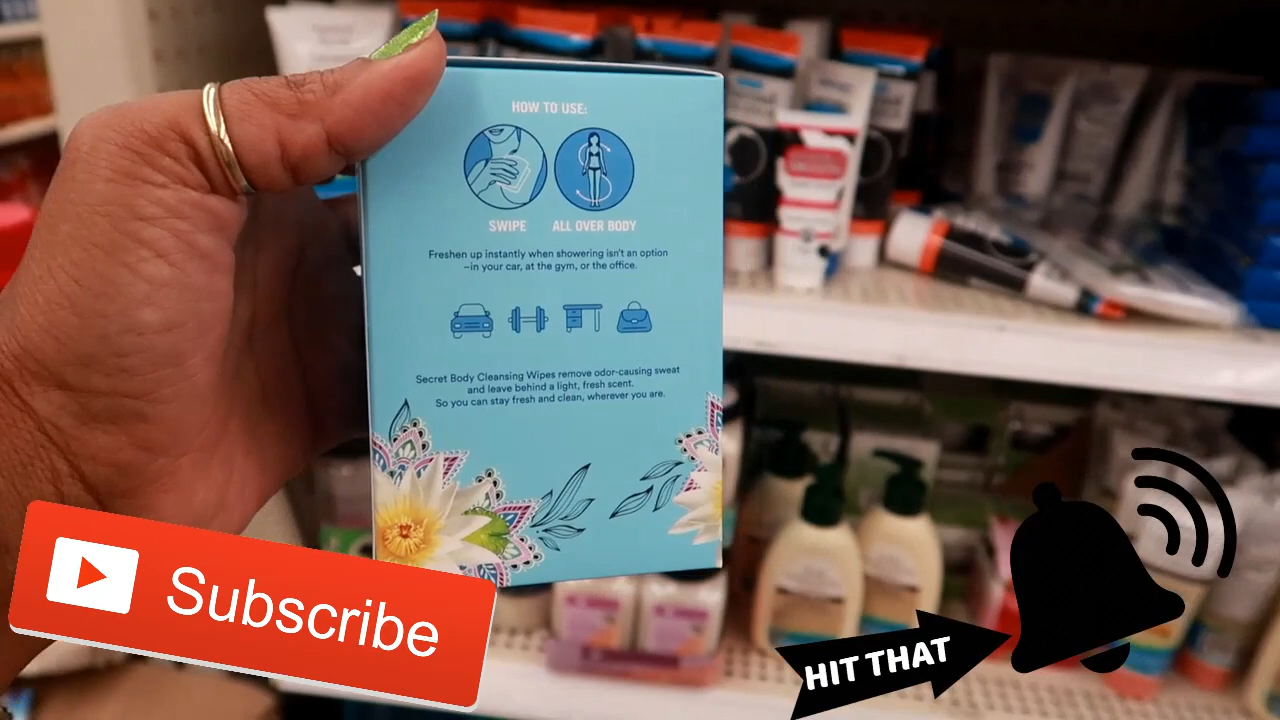 HOW TO USE:
SWIPE
ALL OVER BODY
Freshen up instantly when showering isn't an option
–in your car, at the gym, or the office.
Secret Body Cleansing Wipes remove odor-causing sweat
and leave behind a light, fresh scent.
So you can stay fresh and clean, wherever you are.
Subscribe
HIT THAT